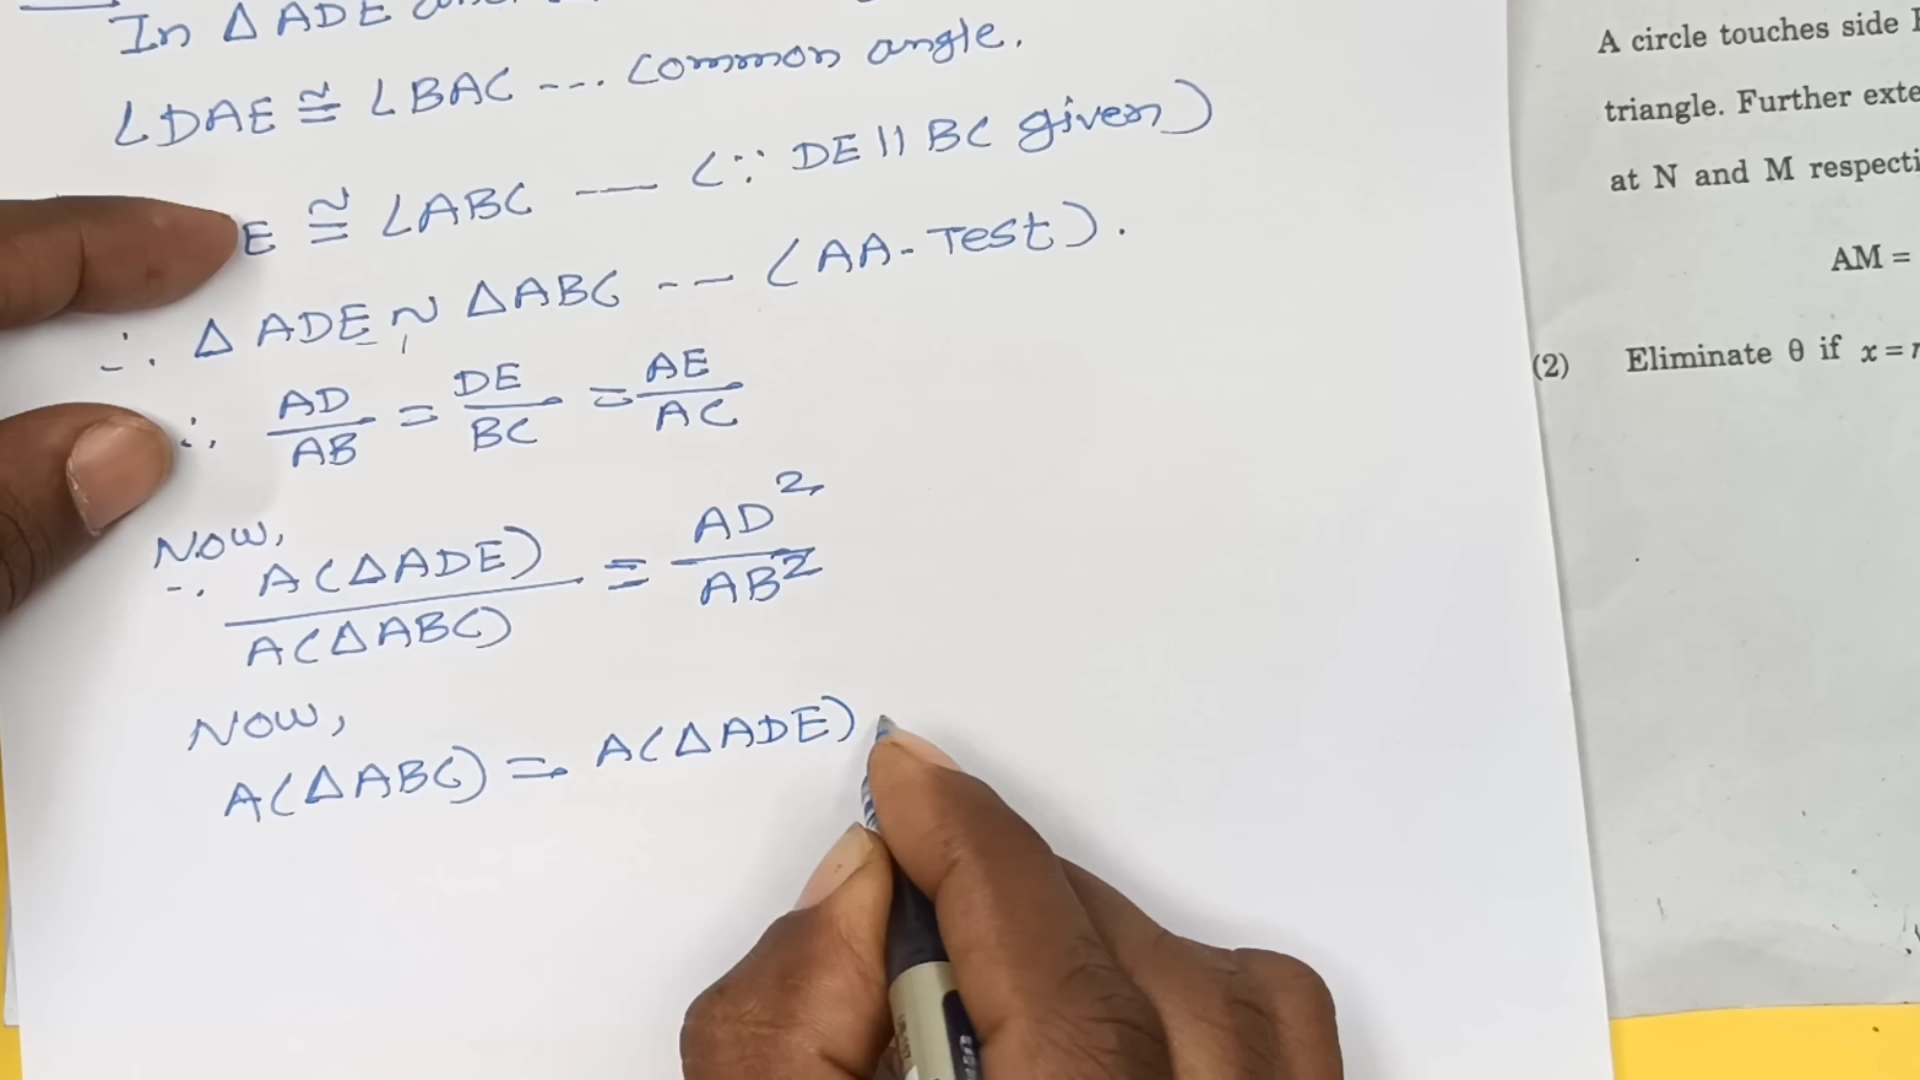 In △ ADE
∠DAE ≅ ∠BAC --- common angle.
E ≅ ∠ABC — (∵ DE || BC given)
∴ △ ADE ~ △ABC --- (AA-Test).
∴ AD/AB = DE/BC = AE/AC
Now,
∵ A(△ADE)/A(△ABC) = AD²/AB²
Now,
A(△ABC) = A(△ADE)
A circle touches side
triangle. Further
at N and M
AM =
(2) Eliminate θ if x =